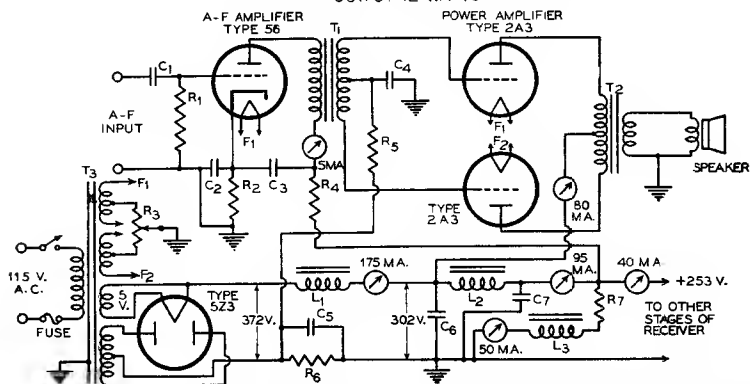 A-F AMPLIFIER
TYPE 56
POWER AMPLIFIER
TYPE 2A3
T1
C1
C4
R1
A-F
INPUT
F1
F1
F2
T2
SPEAKER
R5
5MA.
C2
R2
C3
R4
TYPE
2A3
80
MA.
T3
F1
R3
F2
115 V.
A.C.
FUSE
5
V.
TYPE
5Z3
372V.
L1
175 MA.
302V.
C6
L2
C7
95
MA.
40 MA.
+253 V.
R7
TO OTHER
STAGES OF
RECEIVER
C5
R6
50 MA.
L3